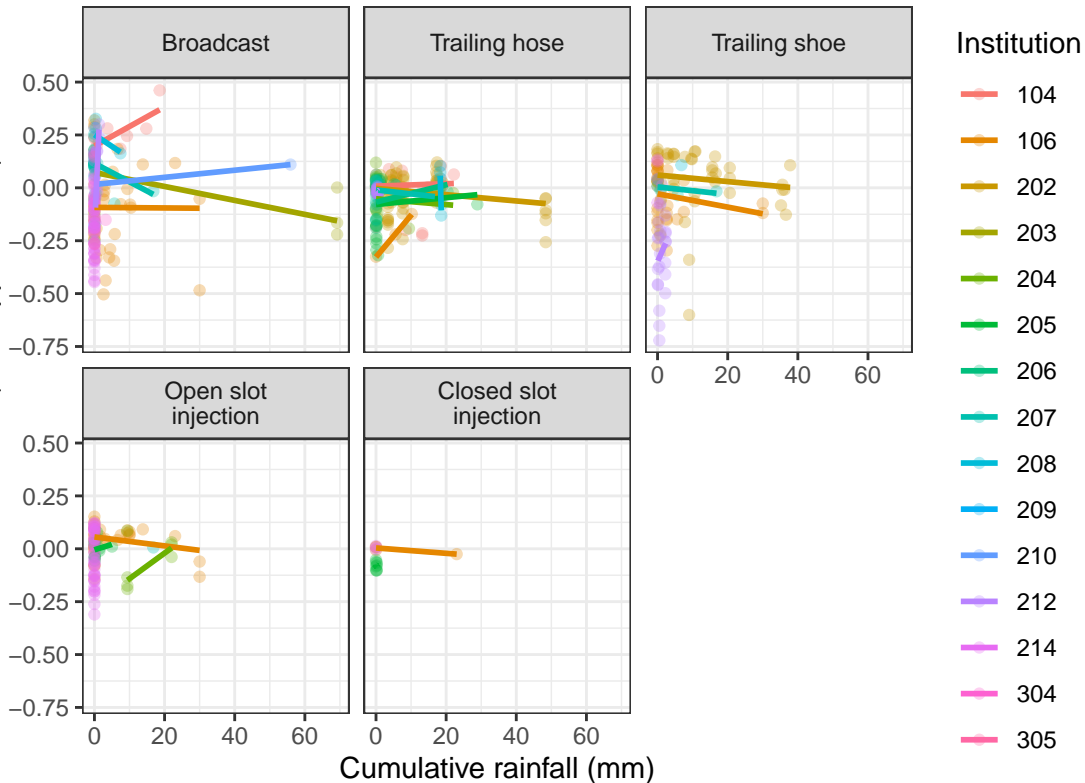 Broadcast
Trailing hose
Trailing shoe
0.50
0.25
0.00
−0.25
−0.50
−0.75
0 20 40 60
Open slot
injection
Closed slot
injection
0.50
0.25
0.00
−0.25
−0.50
−0.75
0 20 40 60
0 20 40 60
Cumulative rainfall (mm)
Institution
104
106
202
203
204
205
206
207
208
209
210
212
214
304
305